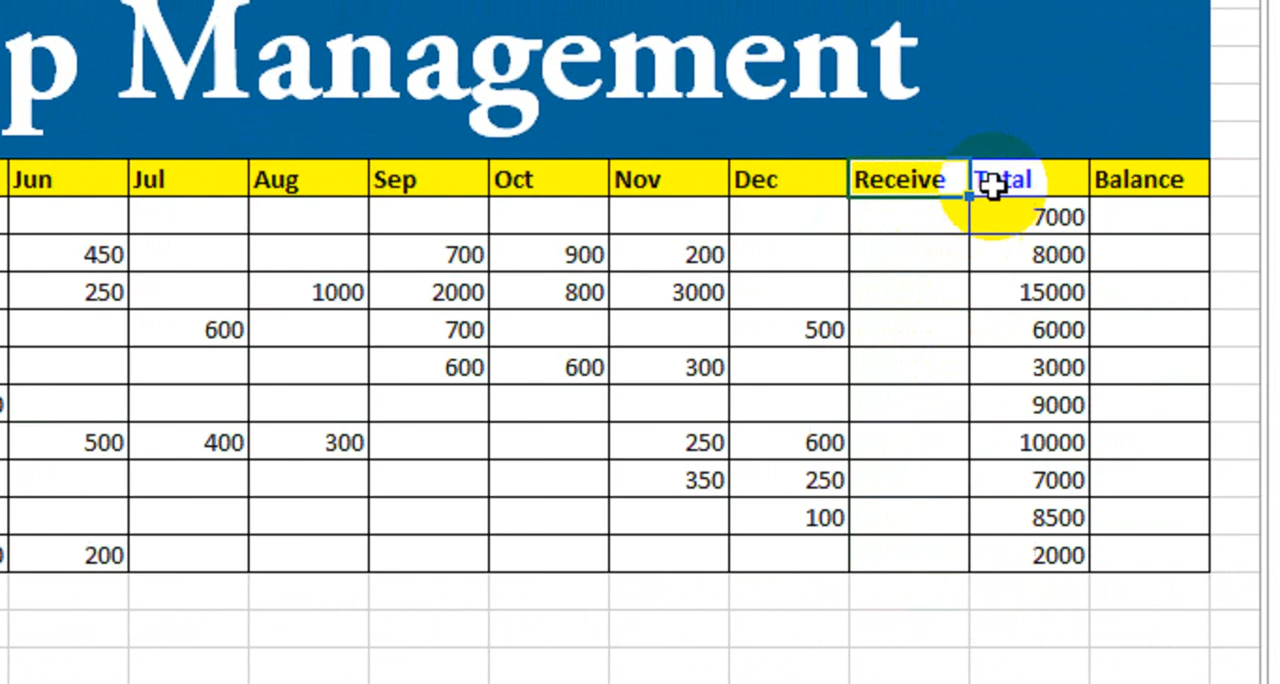 p Management
Jun Jul Aug Sep Oct Nov Dec Receive Total Balance
7000
450 700 900 200 8000
250 1000 2000 800 3000 15000
600 700 500 6000
600 600 300 3000
9000
500 400 300 250 600 10000
350 250 7000
100 8500
200 2000